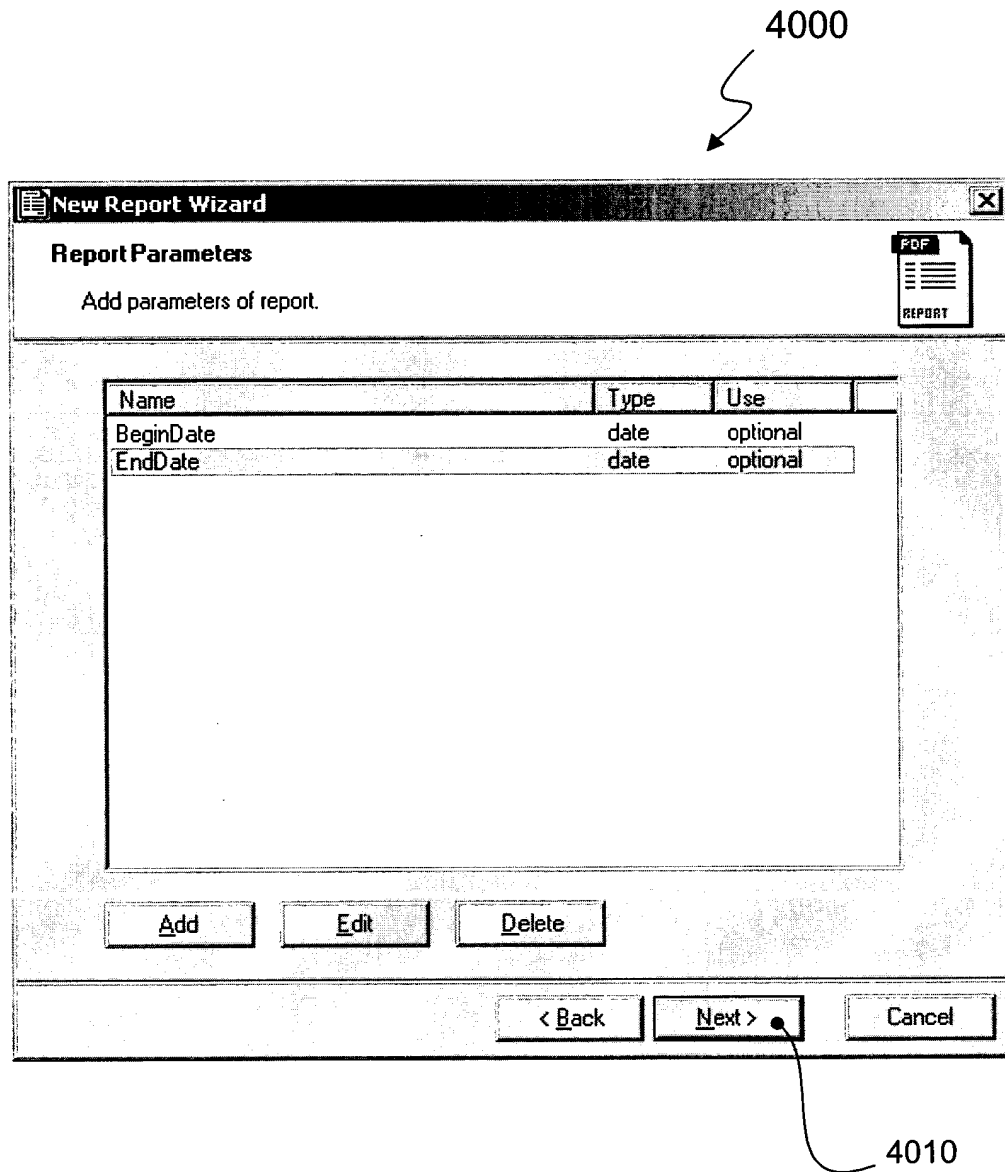 4000
New Report Wizard
Report Parameters
Add parameters of report.
PDF
REPORT
Name Type Use
BeginDate date optional
EndDate date optional
Add Edit Delete
< Back Next > Cancel
4010